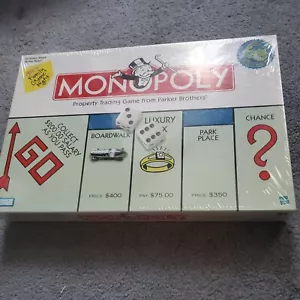 MONOPOLY
Property Trading Game from Parker Brothers
COLLECT
$200.00 SALARY
AS YOU PASS
GO
BOARDWALK
PRICE $400
LUXURY
X
PAY $75.00
PARK
PLACE
PRICE $350
CHANCE
?